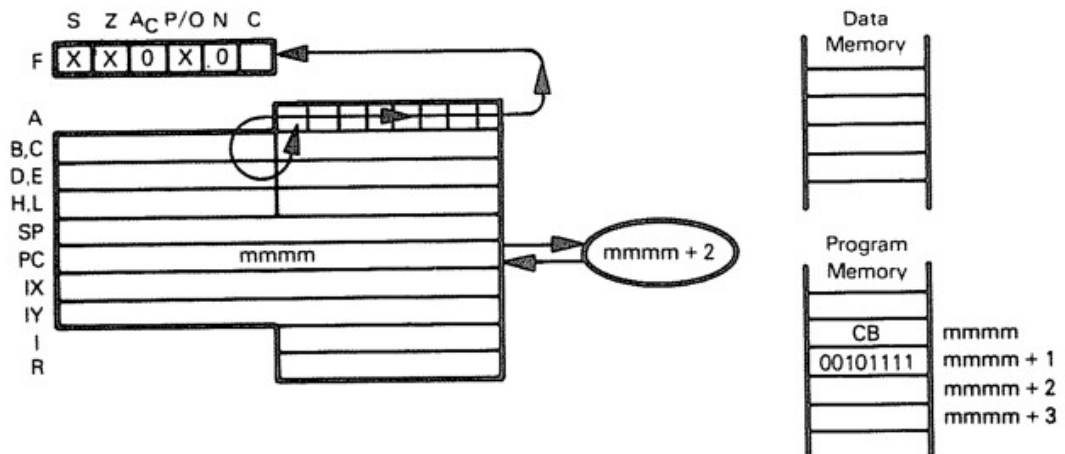 S Z AC P/O N C
F X X 0 X 0
A
B,C
D,E
H,L
SP
PC mmmm
IX
IY
I
R
mmmm + 2
Data
Memory
Program
Memory
CB mmmm
00101111 mmmm + 1
mmmm + 2
mmmm + 3